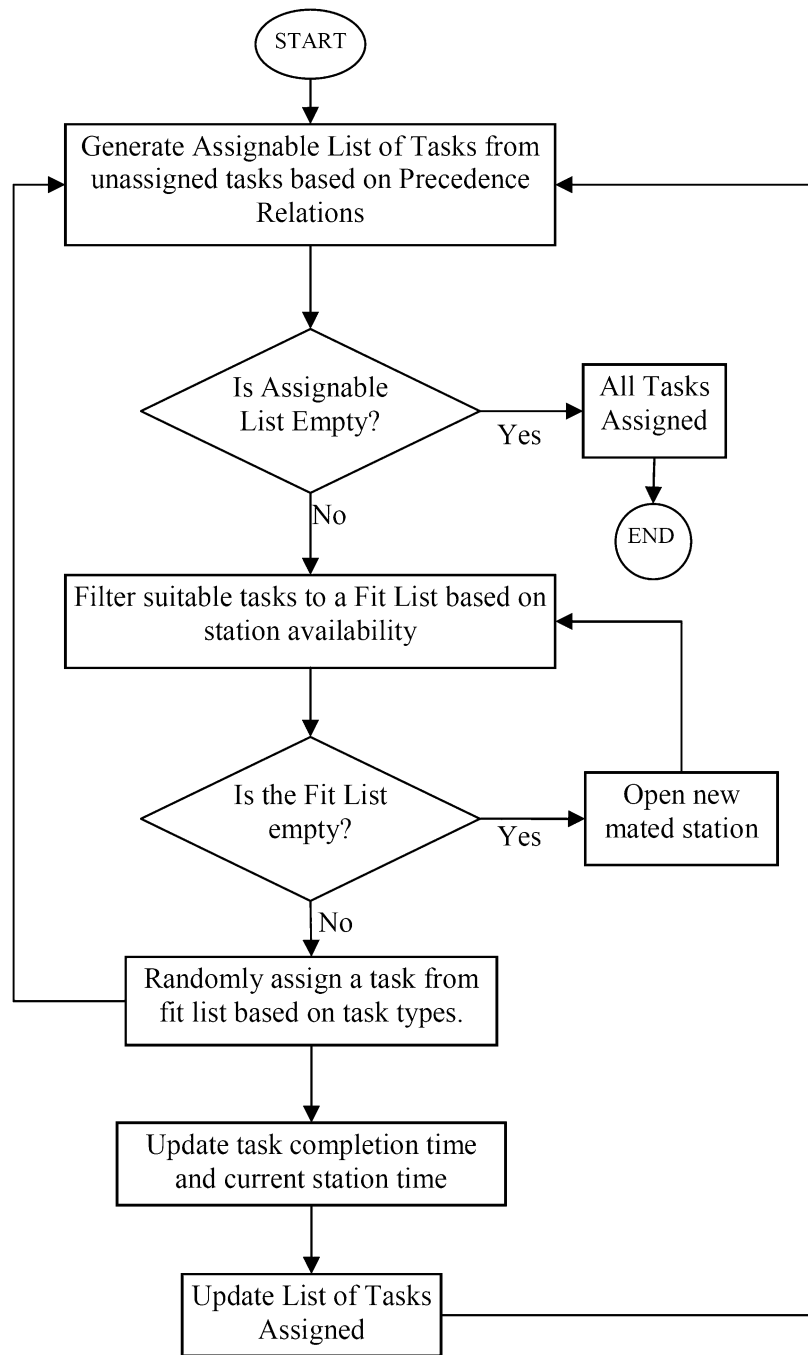 START
Generate Assignable List of Tasks from
unassigned tasks based on Precedence
Relations
Is Assignable
List Empty?
Yes
All Tasks
Assigned
No
END
Filter suitable tasks to a Fit List based on
station availability
Is the Fit List
empty?
Yes
Open new
mated station
No
Randomly assign a task from
fit list based on task types.
Update task completion time
and current station time
Update List of Tasks
Assigned